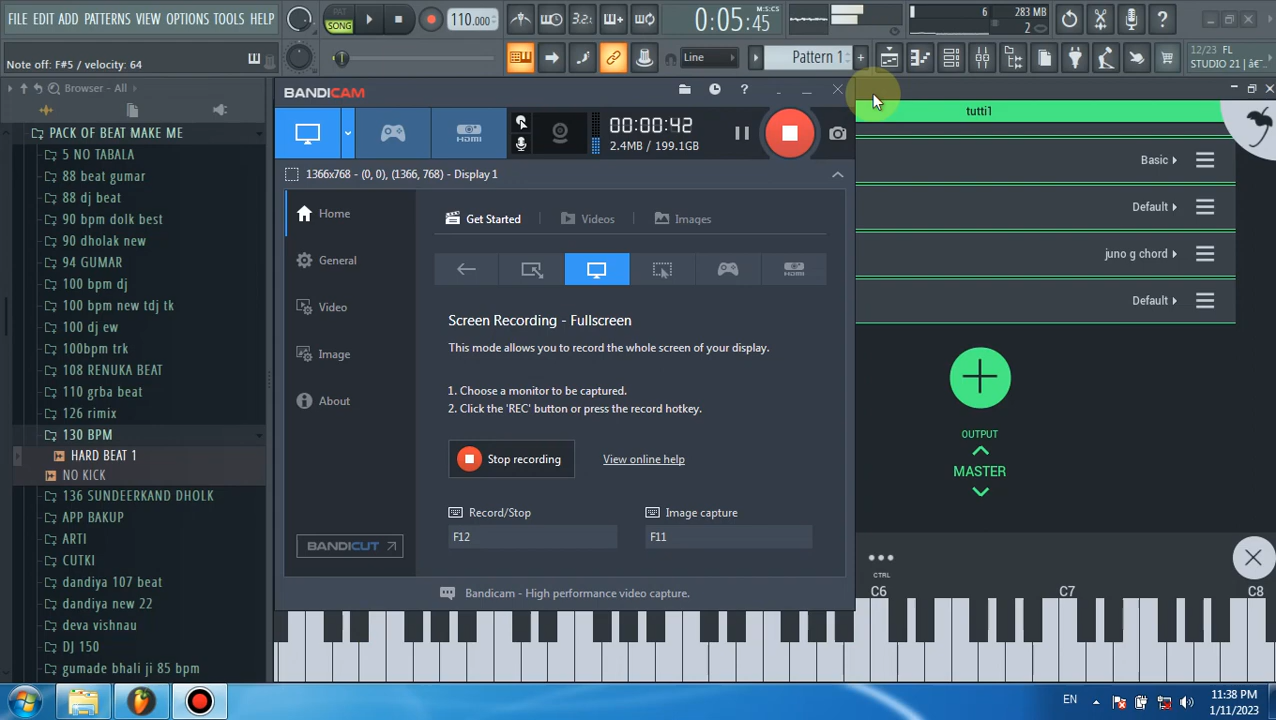 FILE EDIT ADD PATTERNS VIEW OPTIONS TOOLS HELP
PAT
SONG
110.000
3.2.
0:05:45
M:S:CS
6
283 MB
2
Note off: F#5 / velocity: 64
Line
Pattern 1
12/23 FL
STUDIO 21 | â€
Browser - All
PACK OF BEAT MAKE ME
5 NO TABALA
88 beat gumar
88 dj beat
90 bpm dolk best
90 dholak new
94 GUMAR
100 bpm dj
100 bpm new tdj tk
100 dj ew
100bpm trk
108 RENUKA BEAT
110 grba beat
126 rimix
130 BPM
HARD BEAT 1
NO KICK
136 SUNDEERKAND DHOLK
APP BAKUP
ARTI
CUTKI
dandiya 107 beat
dandiya new 22
deva vishnau
DJ 150
gumade bhali ji 85 bpm
BANDICAM
HDMI
00:00:42
2.4MB / 199.1GB
1366x768 - (0, 0), (1366, 768) - Display 1
Home
General
Video
Image
About
BANDICUT
Get Started
Videos
Images
HDMI
Screen Recording - Fullscreen
This mode allows you to record the whole screen of your display.
1. Choose a monitor to be captured.
2. Click the 'REC' button or press the record hotkey.
Stop recording
View online help
Record/Stop
F12
Image capture
F11
Bandicam - High performance video capture.
tutti1
Basic
Default
juno g chord
Default
OUTPUT
MASTER
CTRL
C6
C7
C8
EN
11:38 PM
1/11/2023